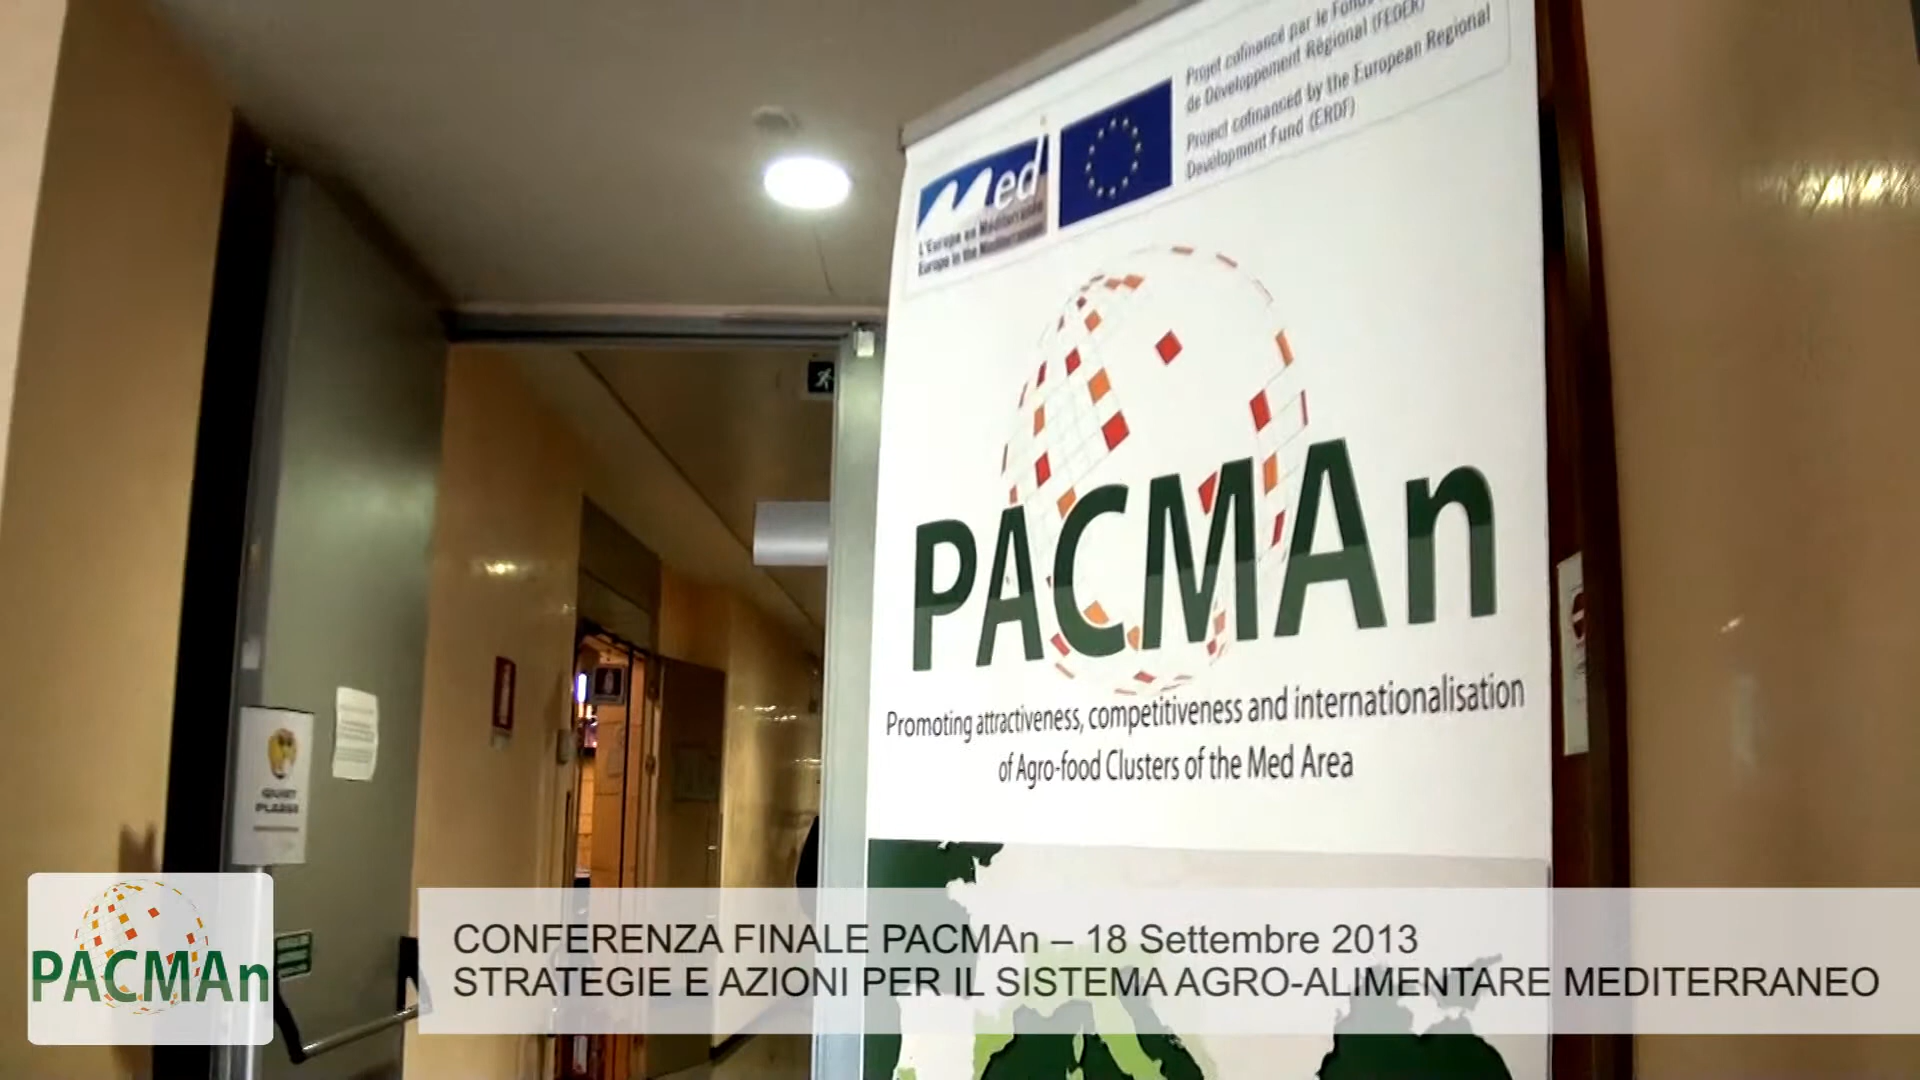 Projet cofinancé par le Fonds
de Développement Régional (FEDER)
Project cofinanced by the European Regional
Development Fund (ERDF)
Med
L'Europe en Méditerranée
Europe in the Mediterranean
PACMAn
Promoting attractiveness, competitiveness and internationalisation
of Agro-food Clusters of the Med Area
QUIET
PLEASE
PACMAn
CONFERENZA FINALE PACMAn – 18 Settembre 2013
STRATEGIE E AZIONI PER IL SISTEMA AGRO-ALIMENTARE MEDITERRANEO